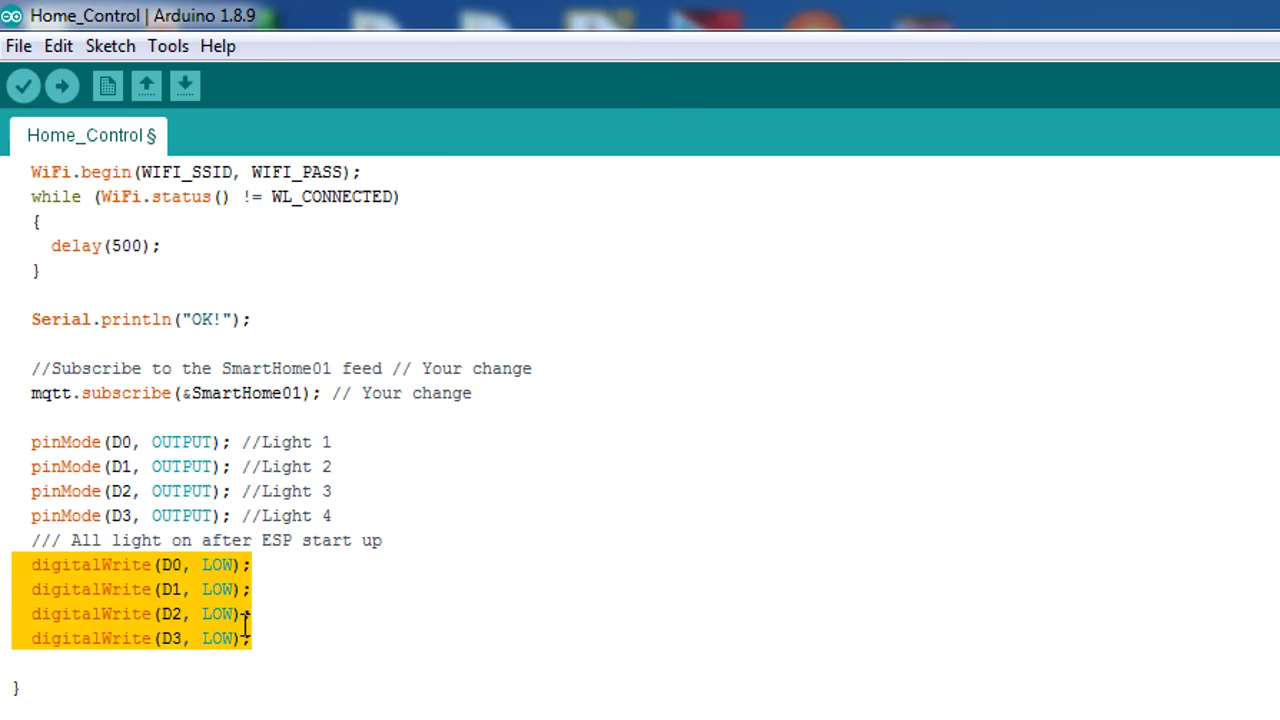 Home_Control | Arduino 1.8.9
File Edit Sketch Tools Help
Home_Control §
WiFi.begin(WIFI_SSID, WIFI_PASS);
while (WiFi.status() != WL_CONNECTED)
{
delay(500);
}
Serial.println("OK!");
//Subscribe to the SmartHome01 feed // Your change
mqtt.subscribe(&SmartHome01); // Your change
pinMode(D0, OUTPUT); //Light 1
pinMode(D1, OUTPUT); //Light 2
pinMode(D2, OUTPUT); //Light 3
pinMode(D3, OUTPUT); //Light 4
/// All light on after ESP start up
digitalWrite(D0, LOW);
digitalWrite(D1, LOW);
digitalWrite(D2, LOW);
digitalWrite(D3, LOW);
}